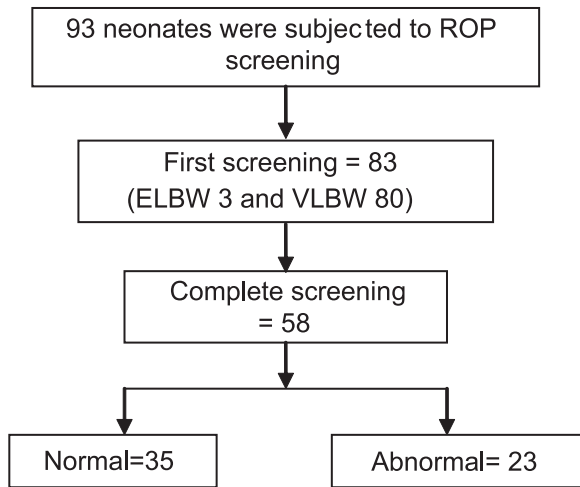 93 neonates were subjected to ROP
screening
First screening = 83
(ELBW 3 and VLBW 80)
Complete screening
= 58
Normal=35
Abnormal= 23